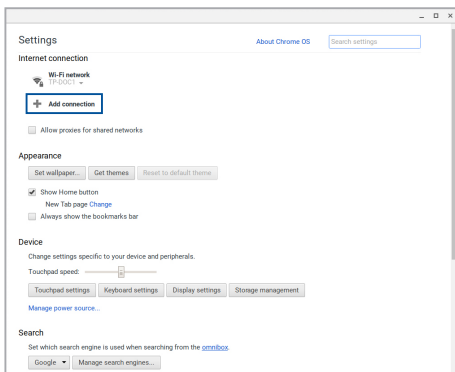 Settings
About Chrome OS
Search settings
Internet connection
Wi-Fi network
TP-DOC1
Add connection
Allow proxies for shared networks
Appearance
Set wallpaper... Get themes Reset to default theme
Show Home button
New Tab page Change
Always show the bookmarks bar
Device
Change settings specific to your device and peripherals.
Touchpad speed:
Touchpad settings Keyboard settings Display settings Storage management
Manage power source...
Search
Set which search engine is used when searching from the omnibox.
Google Manage search engines...